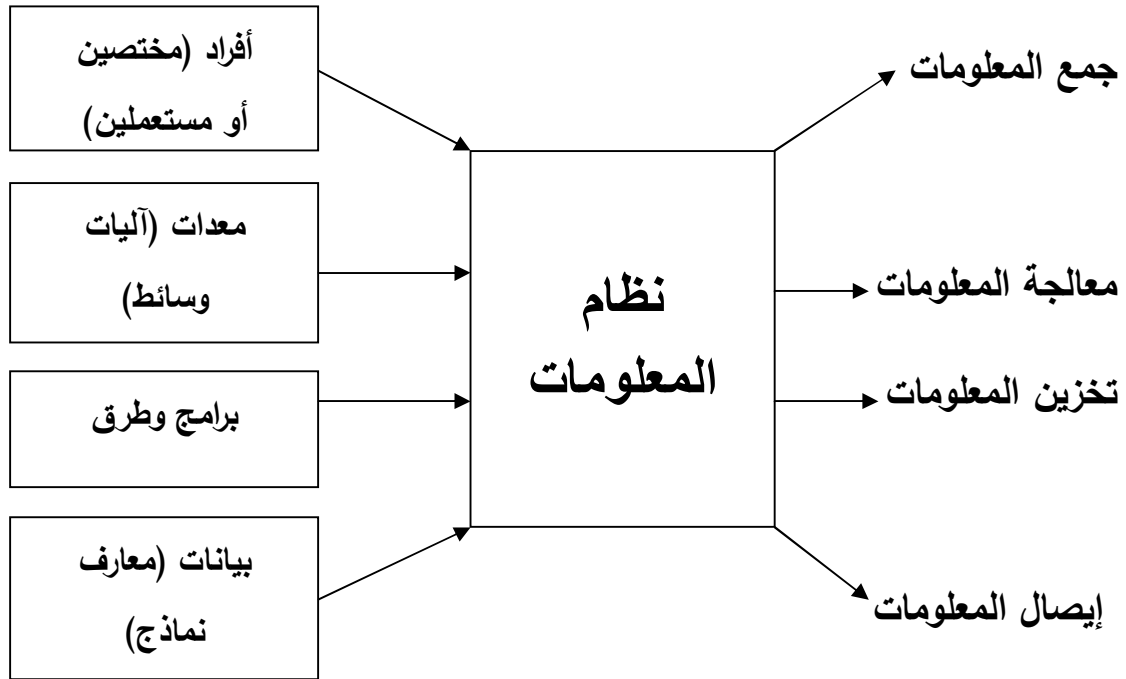 أفراد (مختصين
أو مستعملين)
معدات (آليات
وسائط)
برامج وطرق
بيانات (معارف
نماذج)
نظام
المعلومات
جمع المعلومات
معالجة المعلومات
تخزين المعلومات
إيصال المعلومات